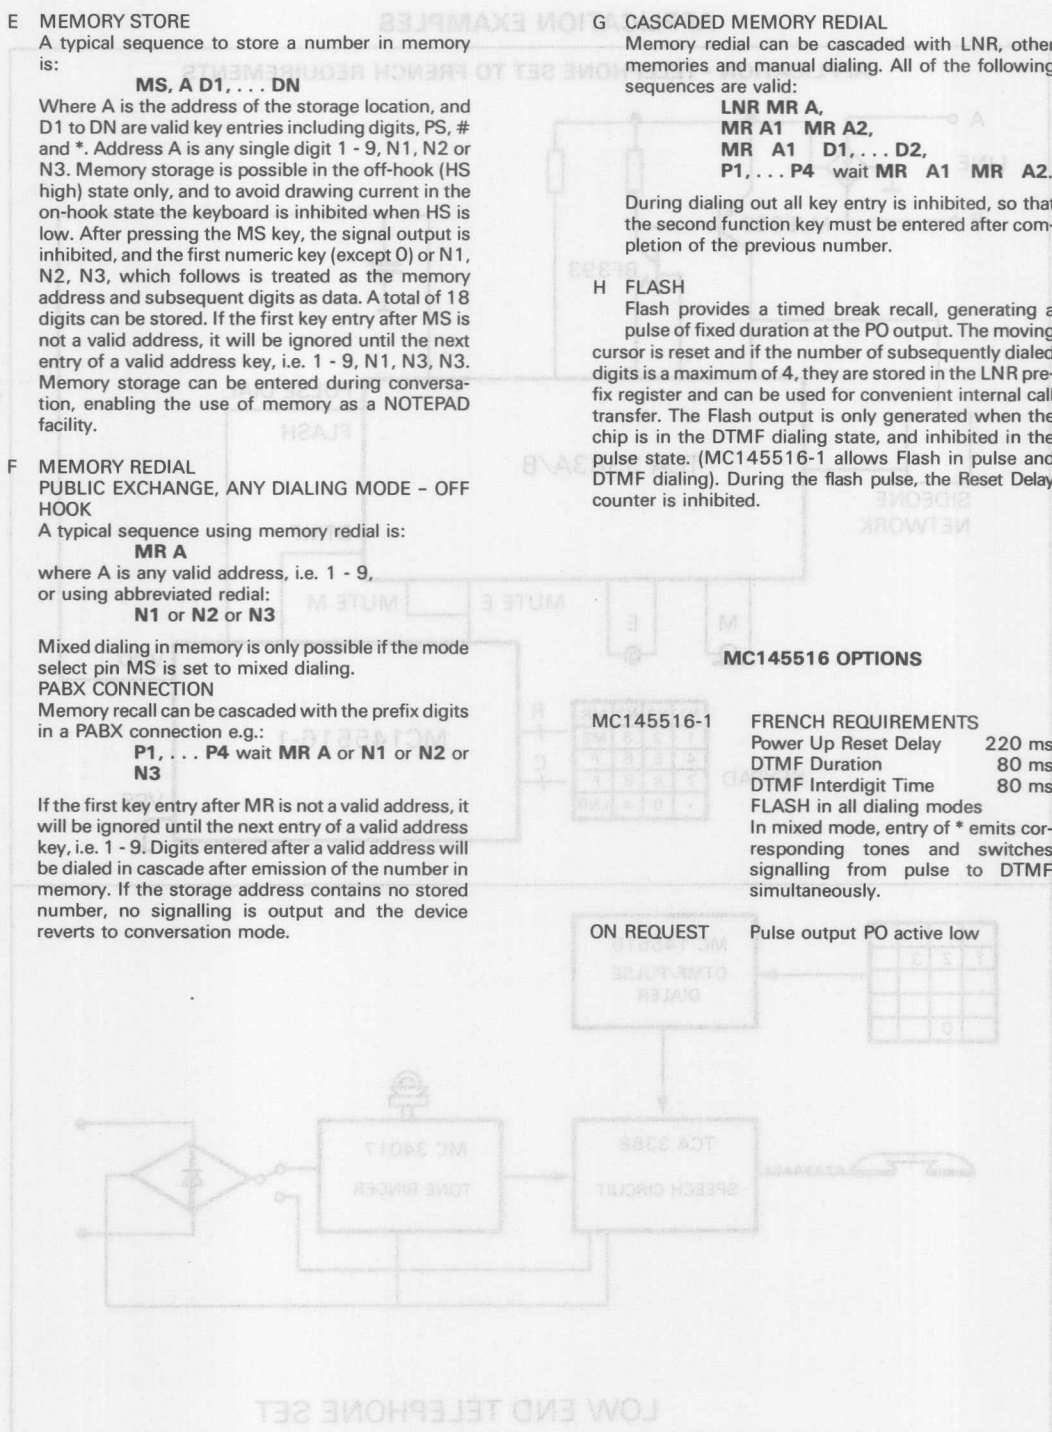 E MEMORY STORE
A typical sequence to store a number in memory
is:
MS, A D1, . . . DN
Where A is the address of the storage location, and
D1 to DN are valid key entries including digits, PS, #
and *. Address A is any single digit 1 - 9, N1, N2 or
N3. Memory storage is possible in the off-hook (HS
high) state only, and to avoid drawing current in the
on-hook state the keyboard is inhibited when HS is
low. After pressing the MS key, the signal output is
inhibited, and the first numeric key (except 0) or N1,
N2, N3, which follows is treated as the memory
address and subsequent digits as data. A total of 18
digits can be stored. If the first key entry after MS is
not a valid address, it will be ignored until the next
entry of a valid address key, i.e. 1 - 9, N1, N3, N3.
Memory storage can be entered during conversa-
tion, enabling the use of memory as a NOTEPAD
facility.
F MEMORY REDIAL
PUBLIC EXCHANGE, ANY DIALING MODE – OFF
HOOK
A typical sequence using memory redial is:
MR A
where A is any valid address, i.e. 1 - 9,
or using abbreviated redial:
N1 or N2 or N3
Mixed dialing in memory is only possible if the mode
select pin MS is set to mixed dialing.
PABX CONNECTION
Memory recall can be cascaded with the prefix digits
in a PABX connection e.g.:
P1, . . . P4 wait MR A or N1 or N2 or
N3
If the first key entry after MR is not a valid address, it
will be ignored until the next entry of a valid address
key, i.e. 1 - 9. Digits entered after a valid address will
be dialed in cascade after emission of the number in
memory. If the storage address contains no stored
number, no signalling is output and the device
reverts to conversation mode.
G CASCADED MEMORY REDIAL
Memory redial can be cascaded with LNR, other
memories and manual dialing. All of the following
sequences are valid:
LNR MR A,
MR A1 MR A2,
MR A1 D1, . . . D2,
P1, . . . P4 wait MR A1 MR A2.
During dialing out all key entry is inhibited, so that
the second function key must be entered after com-
pletion of the previous number.
H FLASH
Flash provides a timed break recall, generating a
pulse of fixed duration at the PO output. The moving
cursor is reset and if the number of subsequently dialed
digits is a maximum of 4, they are stored in the LNR pre-
fix register and can be used for convenient internal call
transfer. The Flash output is only generated when the
chip is in the DTMF dialing state, and inhibited in the
pulse state. (MC145516-1 allows Flash in pulse and
DTMF dialing). During the flash pulse, the Reset Delay
counter is inhibited.
MC145516 OPTIONS
MC145516-1 FRENCH REQUIREMENTS
Power Up Reset Delay 220 ms
DTMF Duration 80 ms
DTMF Interdigit Time 80 ms
FLASH in all dialing modes
In mixed mode, entry of * emits cor-
responding tones and switches
signalling from pulse to DTMF
simultaneously.
ON REQUEST Pulse output PO active low